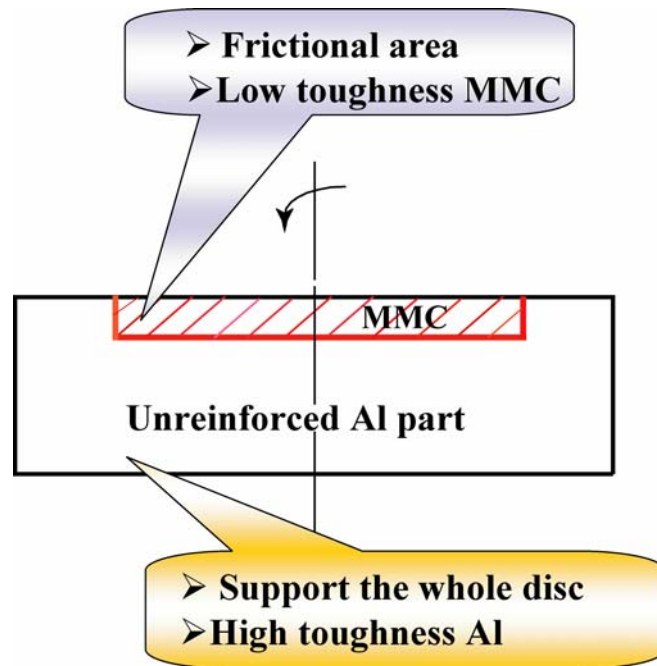 ➢ Frictional area
➢Low toughness MMC
MMC
Unreinforced Al part
➢ Support the whole disc
➢High toughness Al